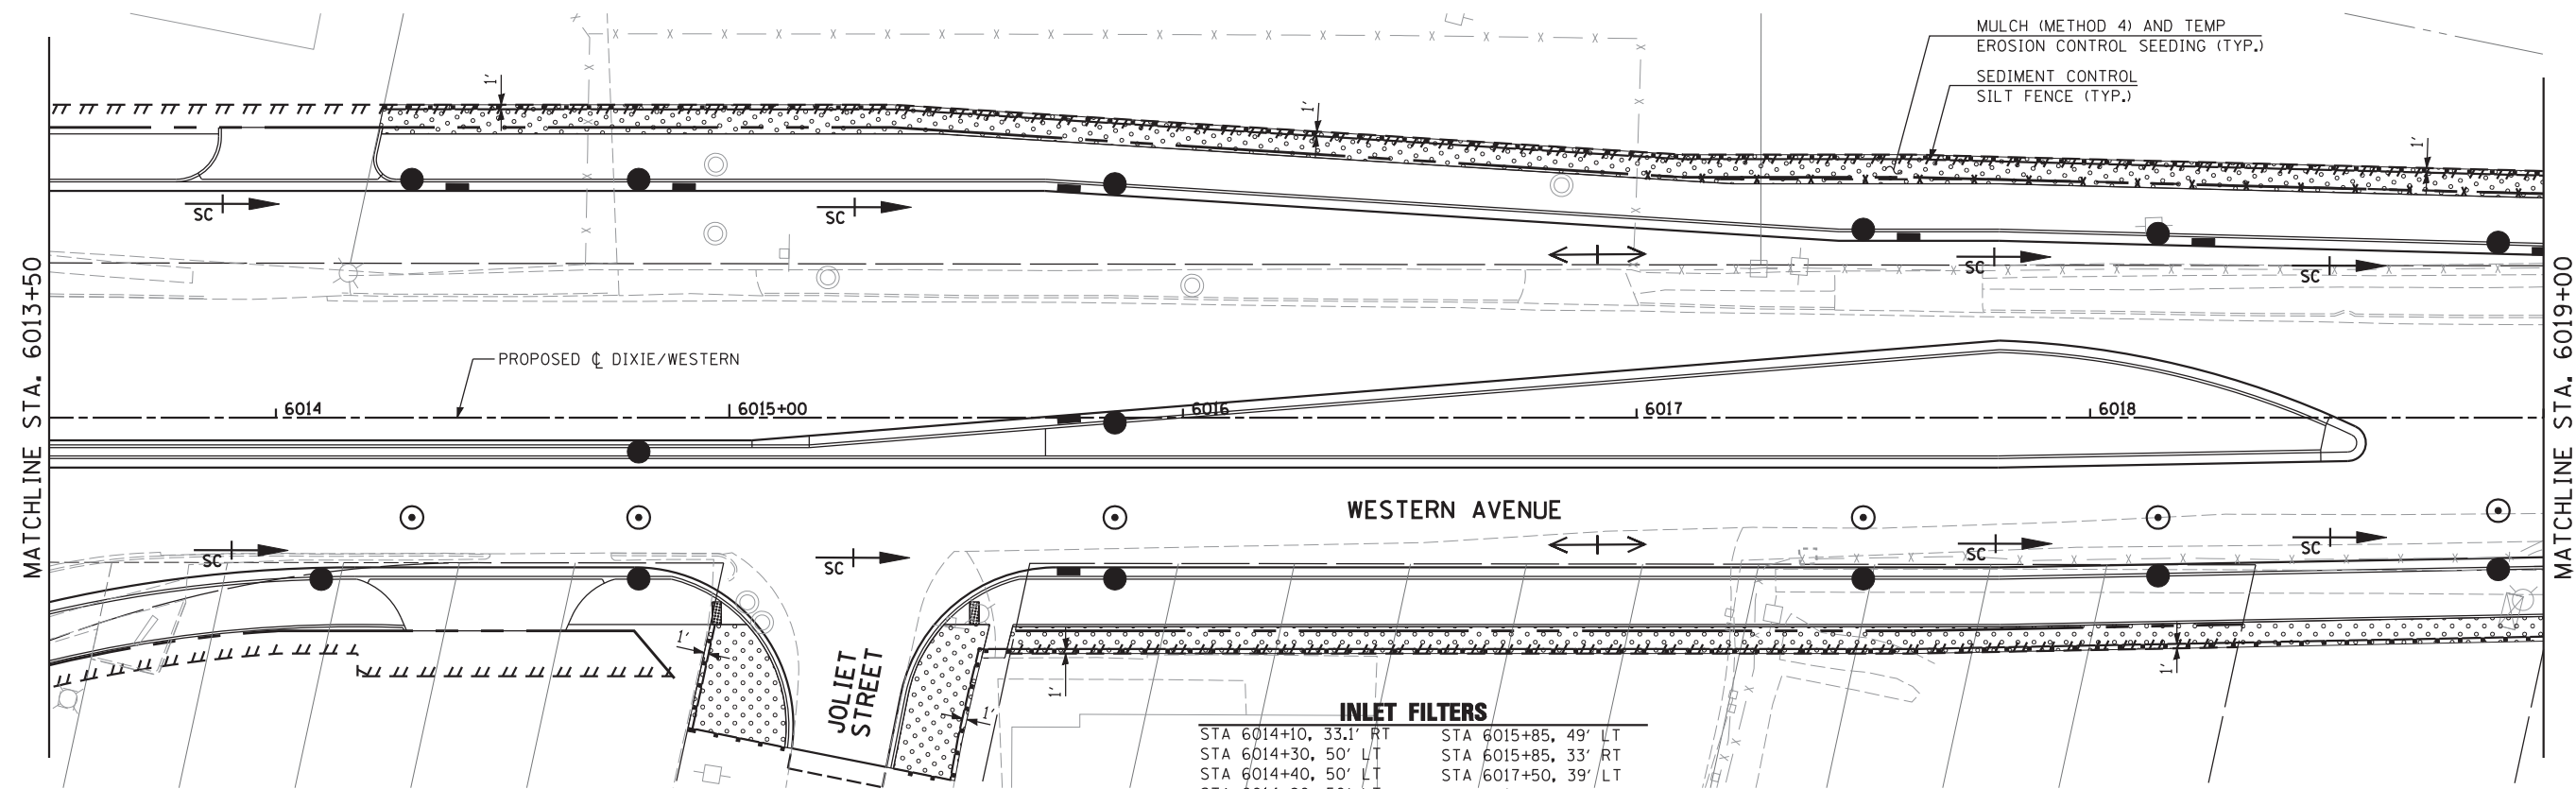 MULCH (METHOD 4) AND TEMP
EROSION CONTROL SEEDING (TYP.)
SEDIMENT CONTROL
SILT FENCE (TYP.)
1'
1'
1'
SC
SC
SC
SC
MATCHLINE STA. 6013+50
MATCHLINE STA. 6019+00
PROPOSED ℄ DIXIE/WESTERN
6014
6015+00
6016
6017
6018
WESTERN AVENUE
SC
SC
SC
SC
1'
1'
1'
1'
JOLIET
STREET
INLET FILTERS
STA 6014+10, 33.1' RT
STA 6014+30, 50' LT
STA 6014+40, 50' LT
STA 6015+85, 49' LT
STA 6015+85, 33' RT
STA 6017+50, 39' LT